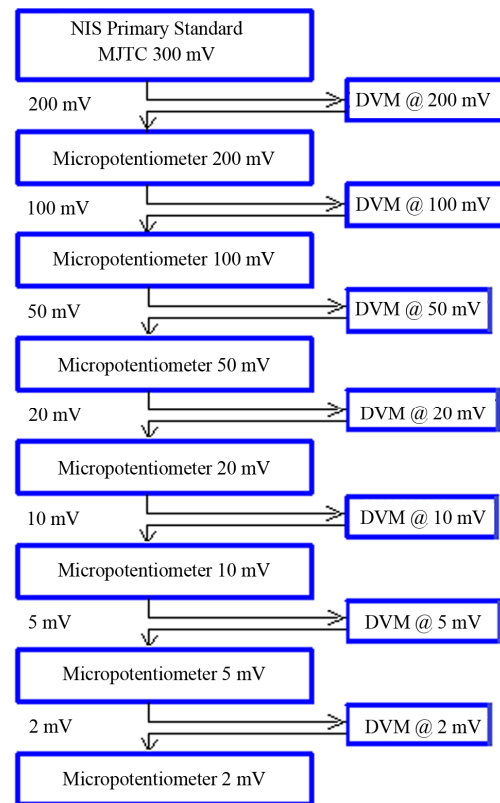 NIS Primary Standard
MJTC 300 mV
200 mV
DVM @ 200 mV
Micropotentiometer 200 mV
100 mV
DVM @ 100 mV
Micropotentiometer 100 mV
50 mV
DVM @ 50 mV
Micropotentiometer 50 mV
20 mV
DVM @ 20 mV
Micropotentiometer 20 mV
10 mV
DVM @ 10 mV
Micropotentiometer 10 mV
5 mV
DVM @ 5 mV
Micropotentiometer 5 mV
2 mV
DVM @ 2 mV
Micropotentiometer 2 mV